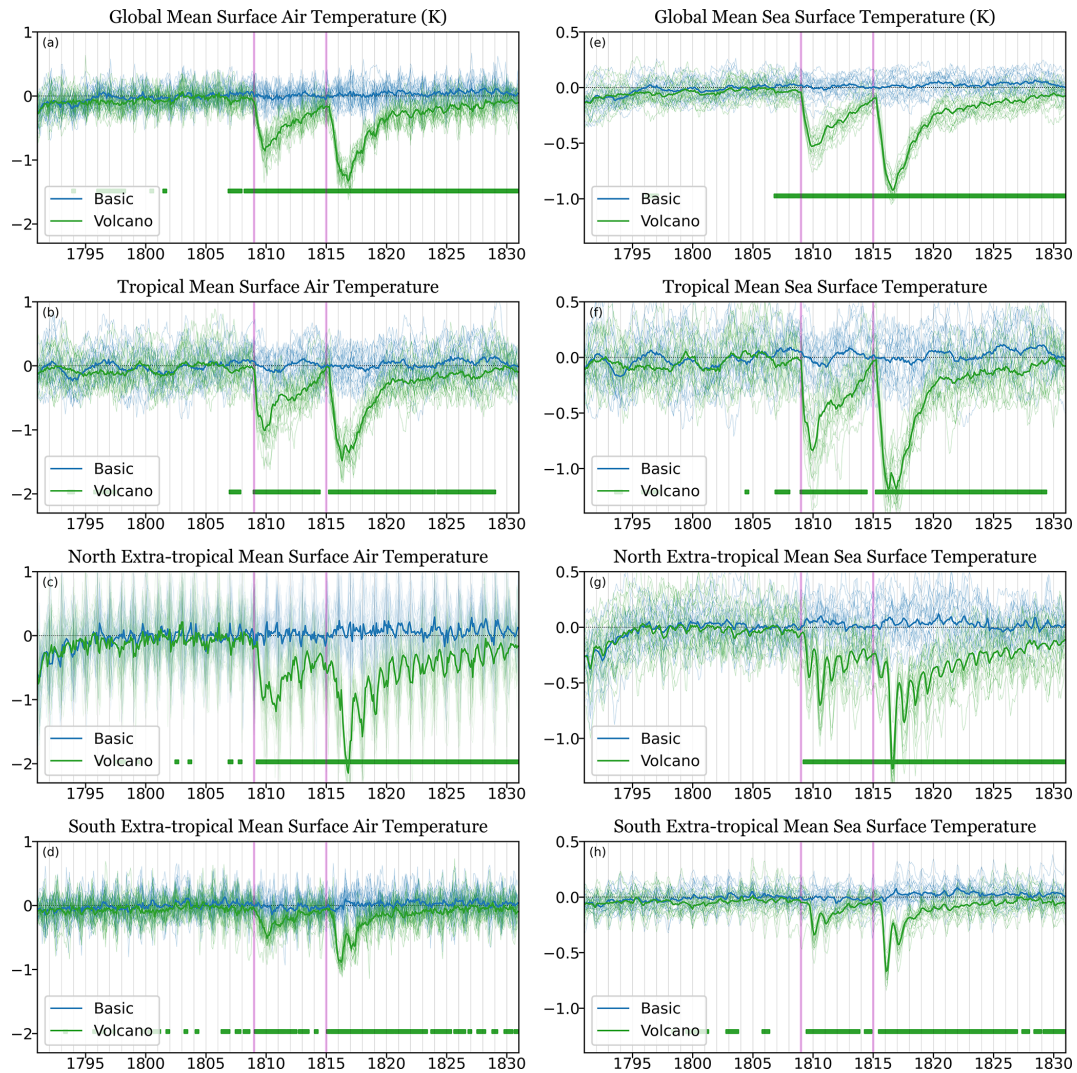 Global Mean Surface Air Temperature (K)
(a)
1
0
−1
−2
Basic
Volcano
1795 1800 1805 1810 1815 1820 1825 1830
Global Mean Sea Surface Temperature (K)
(e)
0.5
0.0
−0.5
−1.0
Basic
Volcano
1795 1800 1805 1810 1815 1820 1825 1830
Tropical Mean Surface Air Temperature
(b)
1
0
−1
−2
Basic
Volcano
1795 1800 1805 1810 1815 1820 1825 1830
Tropical Mean Sea Surface Temperature
(f)
0.5
0.0
−0.5
−1.0
Basic
Volcano
1795 1800 1805 1810 1815 1820 1825 1830
North Extra-tropical Mean Surface Air Temperature
(c)
1
0
−1
−2
Basic
Volcano
1795 1800 1805 1810 1815 1820 1825 1830
North Extra-tropical Mean Sea Surface Temperature
(g)
0.5
0.0
−0.5
−1.0
Basic
Volcano
1795 1800 1805 1810 1815 1820 1825 1830
South Extra-tropical Mean Surface Air Temperature
(d)
1
0
−1
−2
Basic
Volcano
1795 1800 1805 1810 1815 1820 1825 1830
South Extra-tropical Mean Sea Surface Temperature
(h)
0.5
0.0
−0.5
−1.0
Basic
Volcano
1795 1800 1805 1810 1815 1820 1825 1830